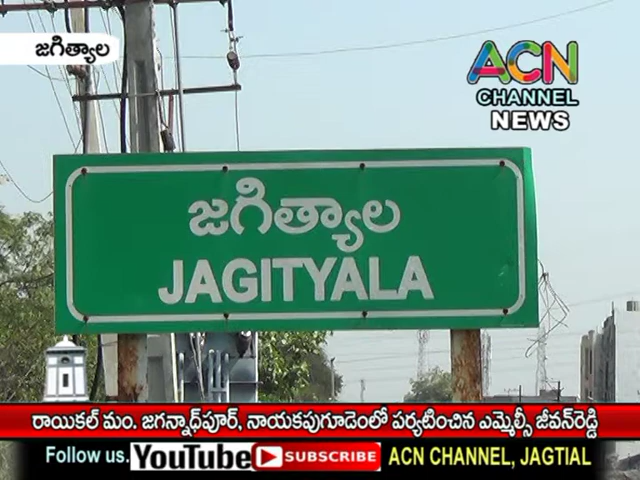 జగిత్యాల
ACN
CHANNEL
NEWS
జగిత్యాల
JAGITYALA
రాయికల్ మం. జగన్నాధ్‌పూర్, నాయకపుగూడెంలో పర్యటించిన ఎమ్మెల్సీ జీవన్‌రెడ్డి
Follow us. YouTube SUBSCRIBE ACN CHANNEL, JAGTIAL